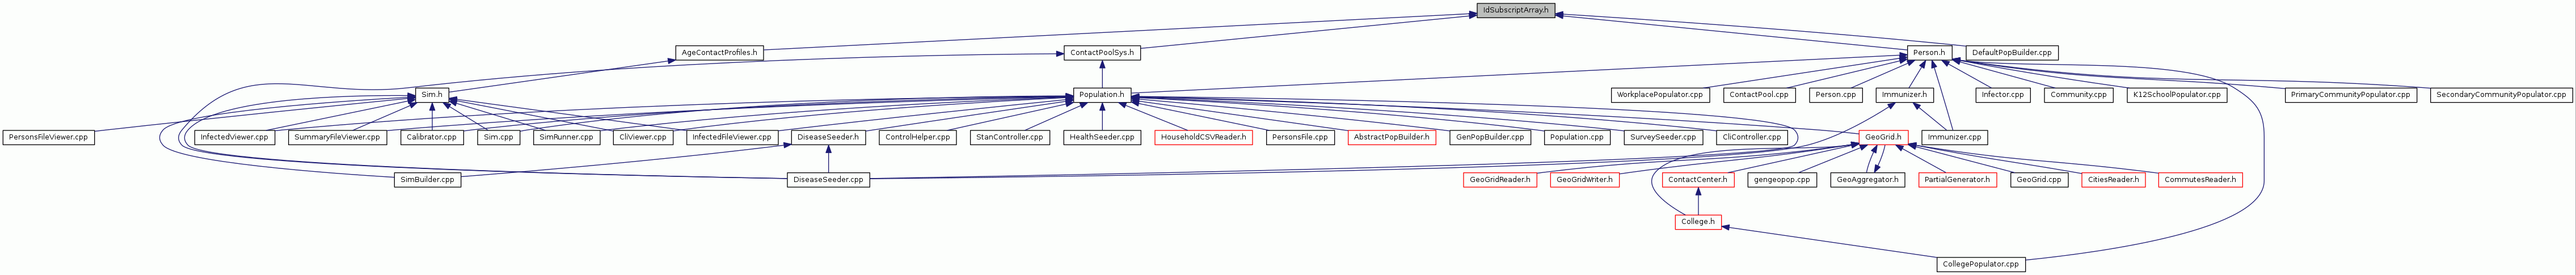 IdSubscriptArray.h
AgeContactProfiles.h
ContactPoolSys.h
Person.h
DefaultPopBuilder.cpp
Sim.h
Population.h
WorkplacePopulator.cpp
ContactPool.cpp
Person.cpp
Immunizer.h
Infector.cpp
Community.cpp
K12SchoolPopulator.cpp
PrimaryCommunityPopulator.cpp
SecondaryCommunityPopulator.cpp
PersonsFileViewer.cpp
InfectedViewer.cpp
SummaryFileViewer.cpp
Calibrator.cpp
Sim.cpp
SimRunner.cpp
CliViewer.cpp
InfectedFileViewer.cpp
DiseaseSeeder.h
ControlHelper.cpp
StanController.cpp
HealthSeeder.cpp
HouseholdCSVReader.h
PersonsFile.cpp
AbstractPopBuilder.h
GenPopBuilder.cpp
Population.cpp
SurveySeeder.cpp
CliController.cpp
GeoGrid.h
Immunizer.cpp
SimBuilder.cpp
DiseaseSeeder.cpp
GeoGridReader.h
GeoGridWriter.h
ContactCenter.h
gengeopop.cpp
GeoAggregator.h
PartialGenerator.h
GeoGrid.cpp
CitiesReader.h
CommutesReader.h
College.h
CollegePopulator.cpp